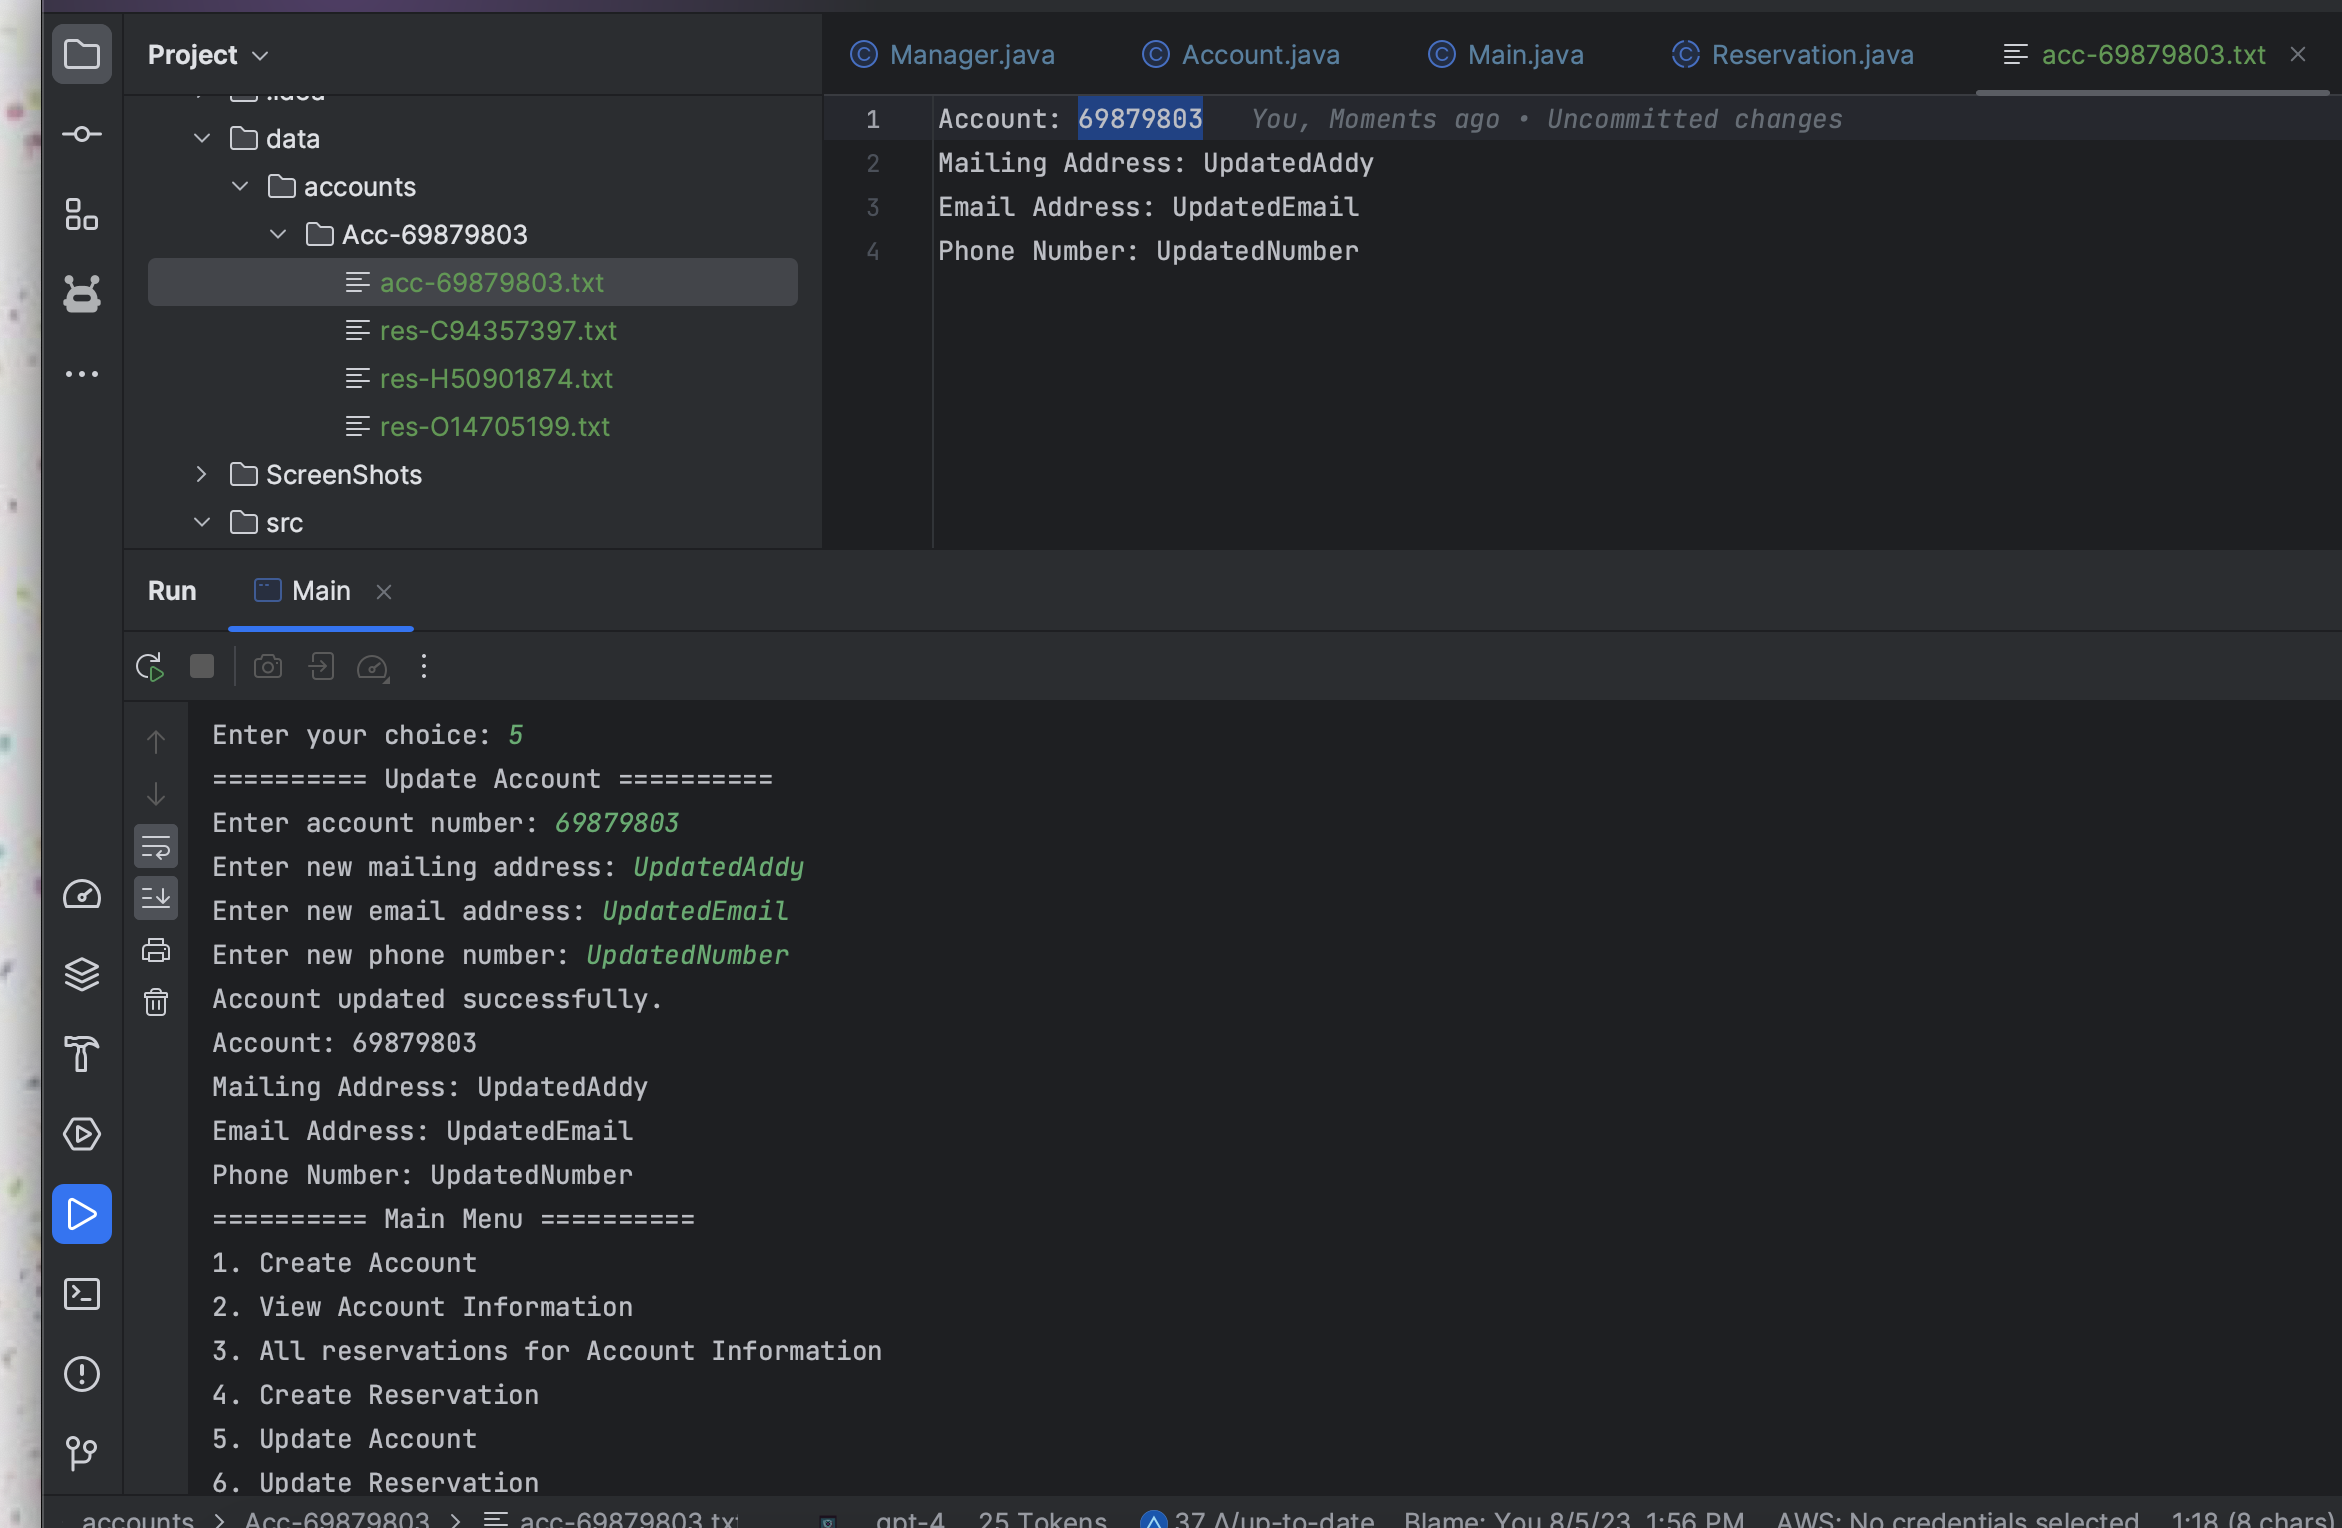 Project
Manager.java
Account.java
Main.java
Reservation.java
acc-69879803.txt
.idea
data
accounts
Acc-69879803
acc-69879803.txt
res-C94357397.txt
res-H50901874.txt
res-O14705199.txt
ScreenShots
src
1 Account: 69879803 You, Moments ago • Uncommitted changes
2 Mailing Address: UpdatedAddy
3 Email Address: UpdatedEmail
4 Phone Number: UpdatedNumber
Run Main
Enter your choice: 5
========== Update Account ==========
Enter account number: 69879803
Enter new mailing address: UpdatedAddy
Enter new email address: UpdatedEmail
Enter new phone number: UpdatedNumber
Account updated successfully.
Account: 69879803
Mailing Address: UpdatedAddy
Email Address: UpdatedEmail
Phone Number: UpdatedNumber
========== Main Menu ==========
1. Create Account
2. View Account Information
3. All reservations for Account Information
4. Create Reservation
5. Update Account
6. Update Reservation
accounts > Acc-69879803 > acc-69879803.txt gpt-4 25 Tokens 37 Δ/up-to-date Blame: You 8/5/23, 1:56 PM AWS: No credentials selected 1:18 (8 chars)